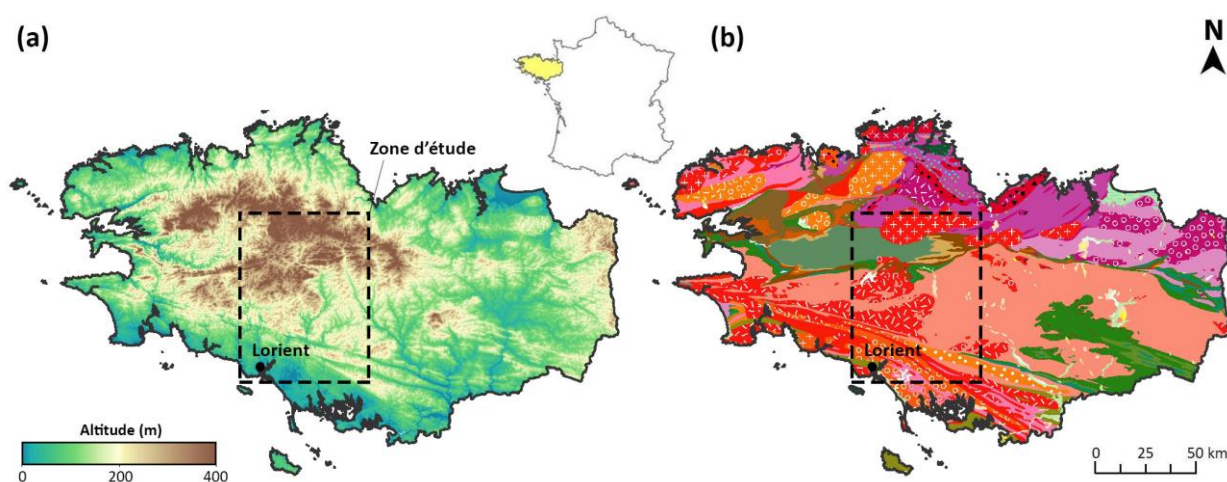 (a)
(b)
N
Zone d'étude
Lorient
Lorient
Altitude (m)
0 200 400
0 25 50 km